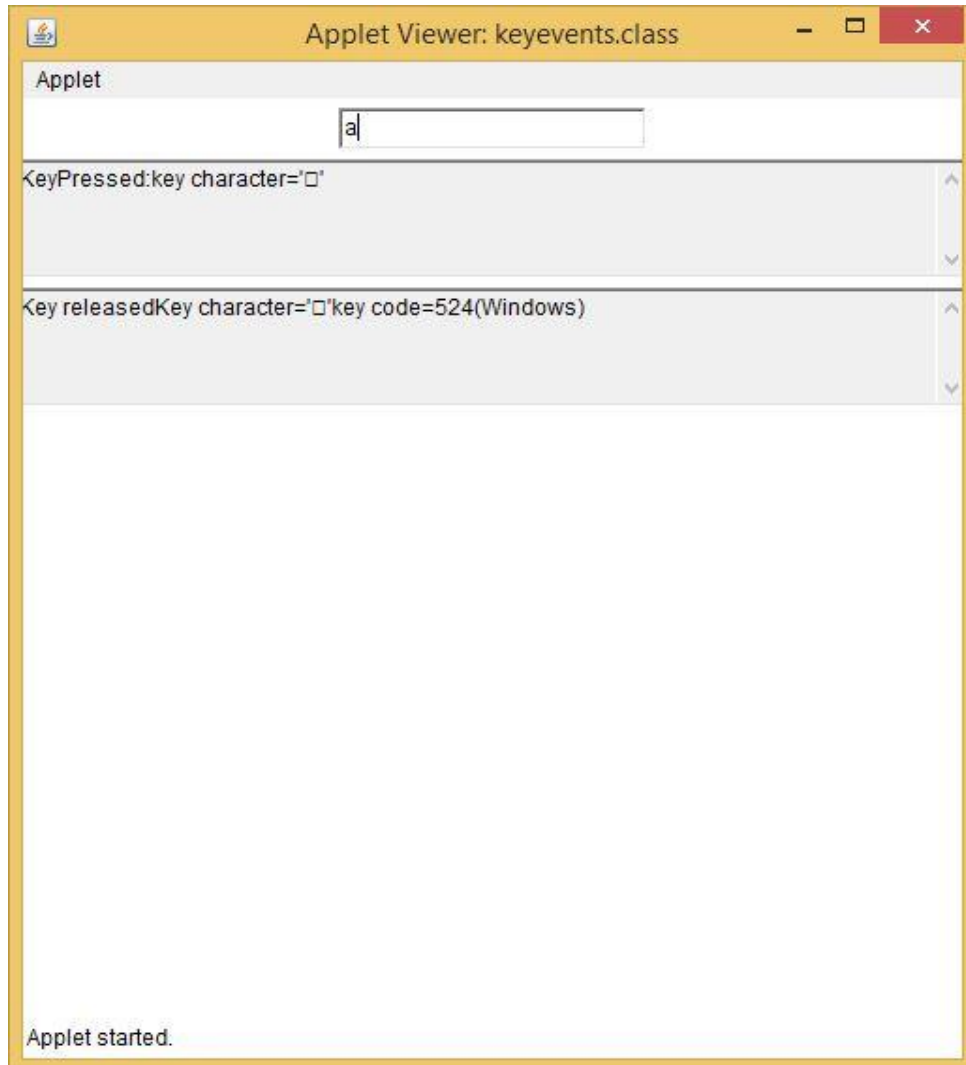 Applet Viewer: keyevents.class
Applet
a
KeyPressed:key character='□'
Key releasedKey character='□'key code=524(Windows)
Applet started.